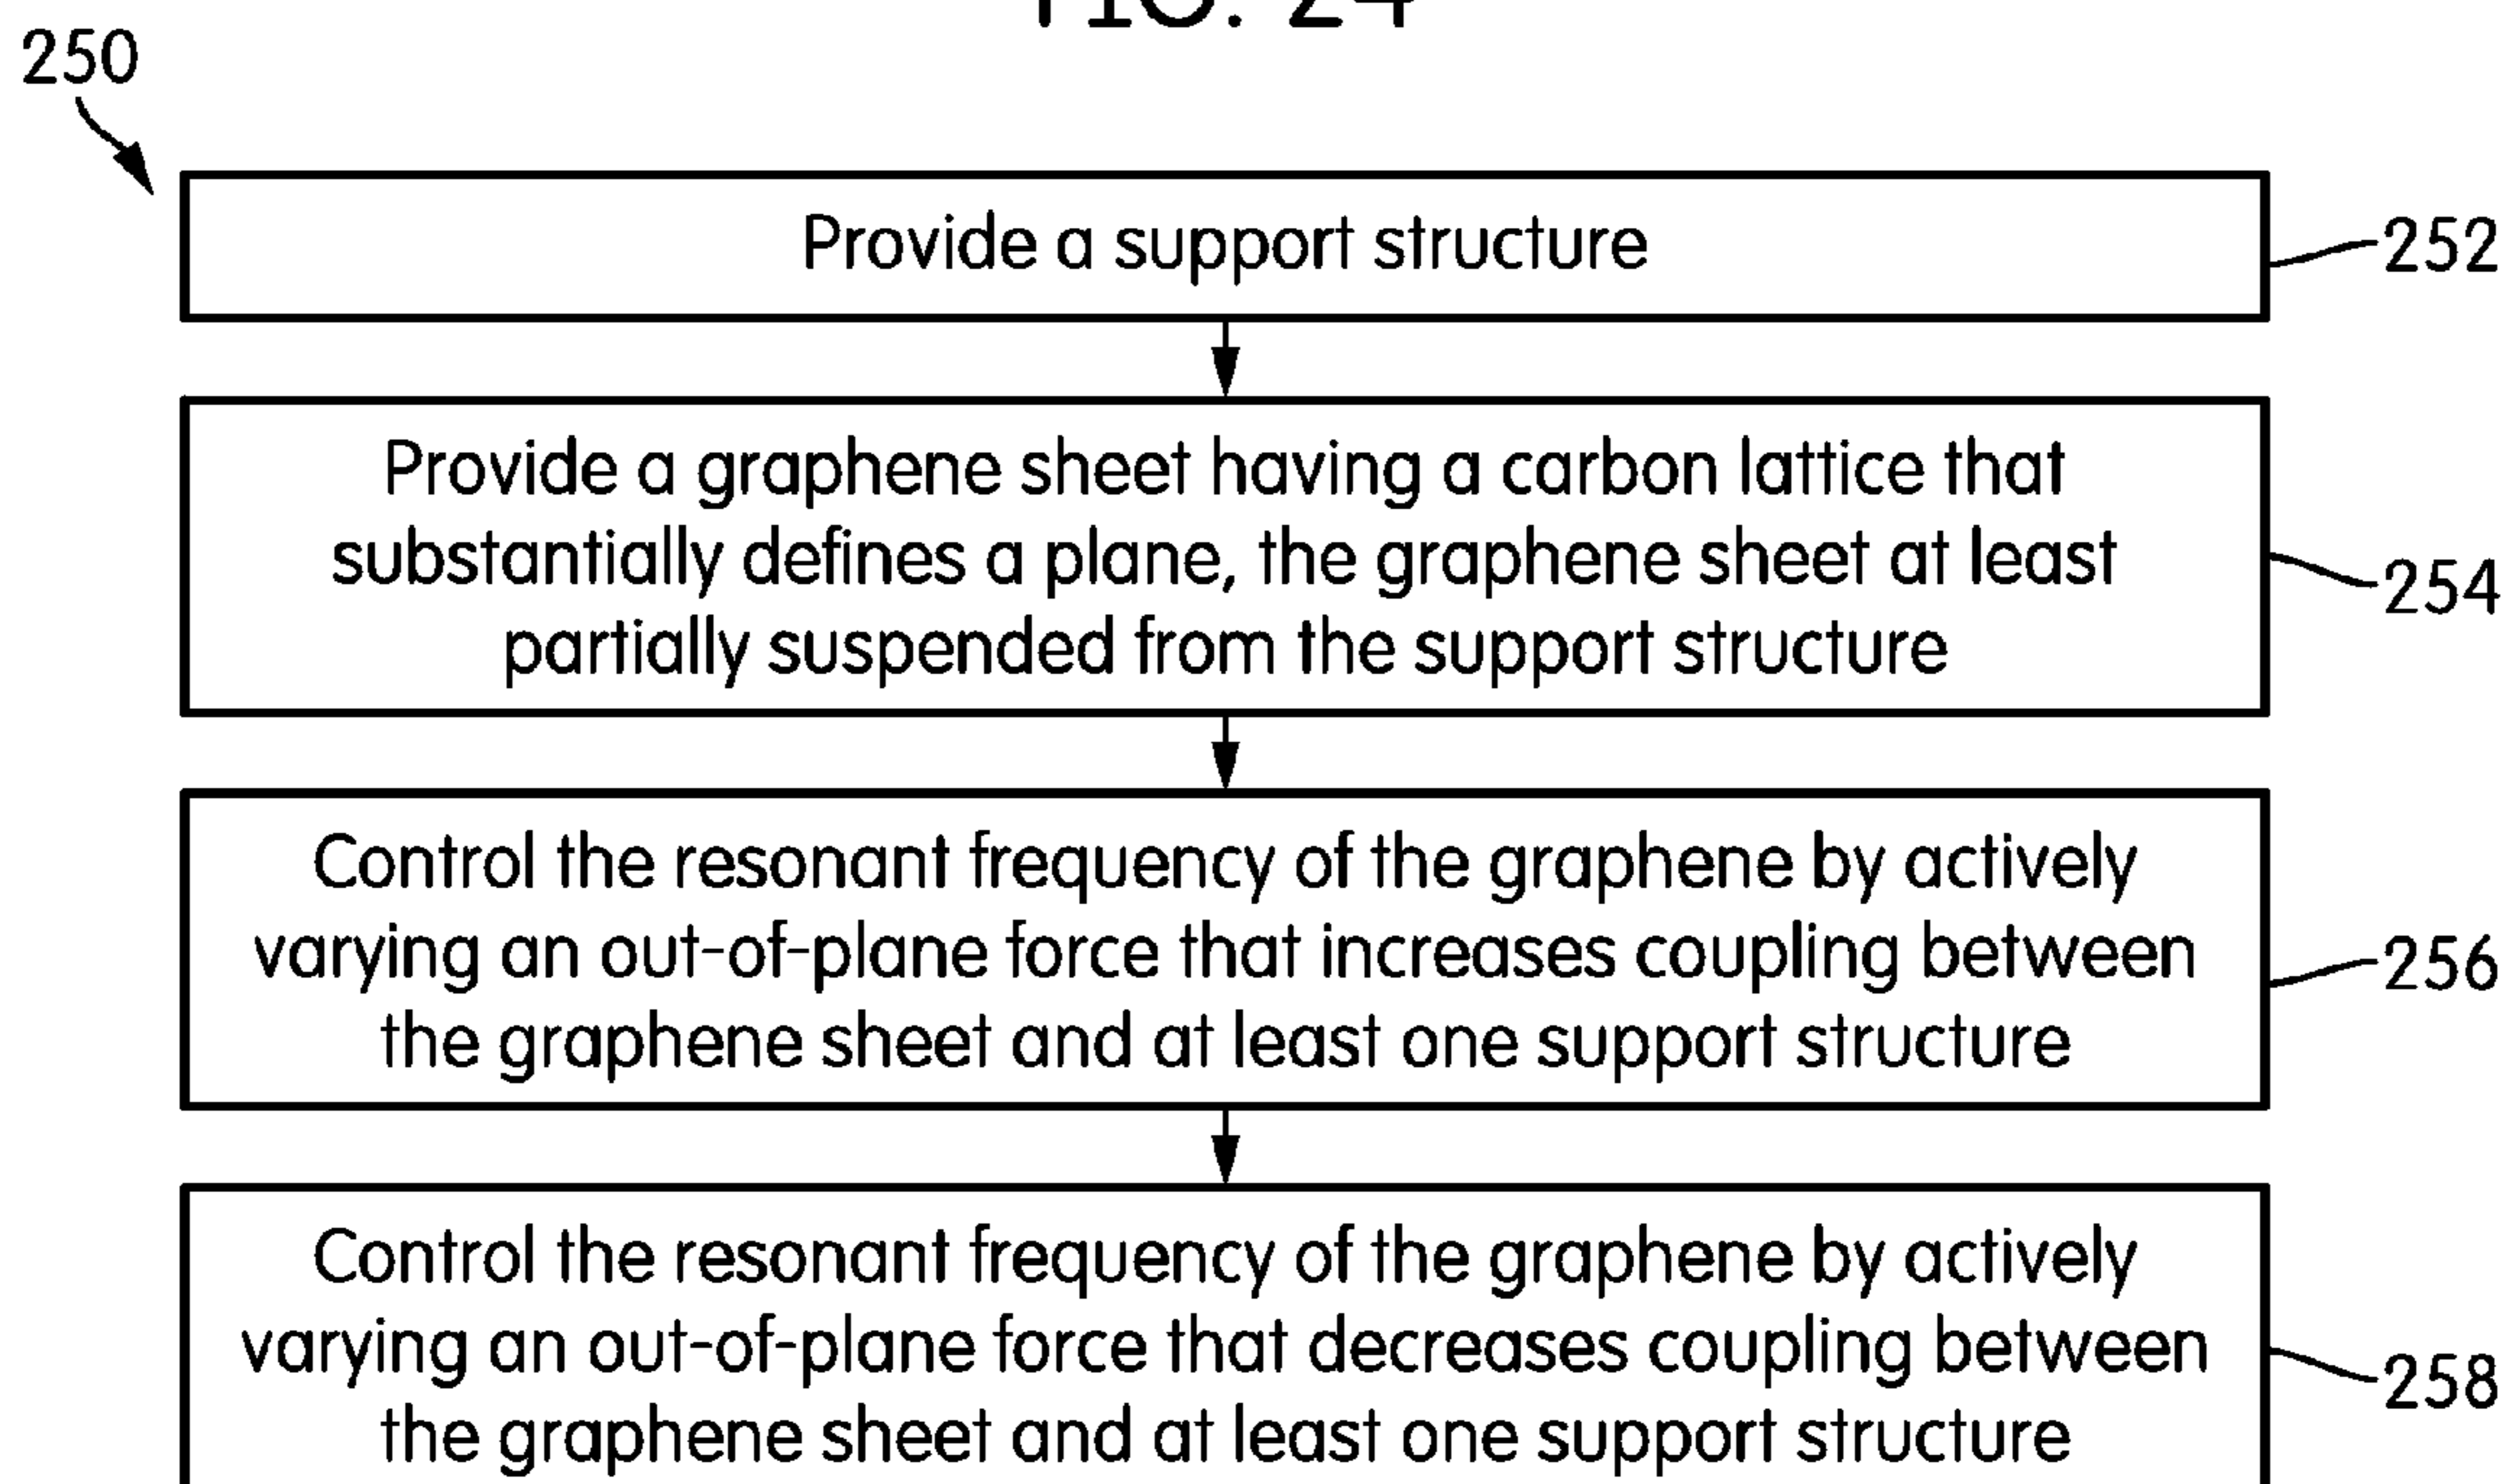 FIG. 24
250
Provide a support structure
252
Provide a graphene sheet having a carbon lattice that
substantially defines a plane, the graphene sheet at least
partially suspended from the support structure
254
Control the resonant frequency of the graphene by actively
varying an out-of-plane force that increases coupling between
the graphene sheet and at least one support structure
256
Control the resonant frequency of the graphene by actively
varying an out-of-plane force that decreases coupling between
the graphene sheet and at least one support structure
258